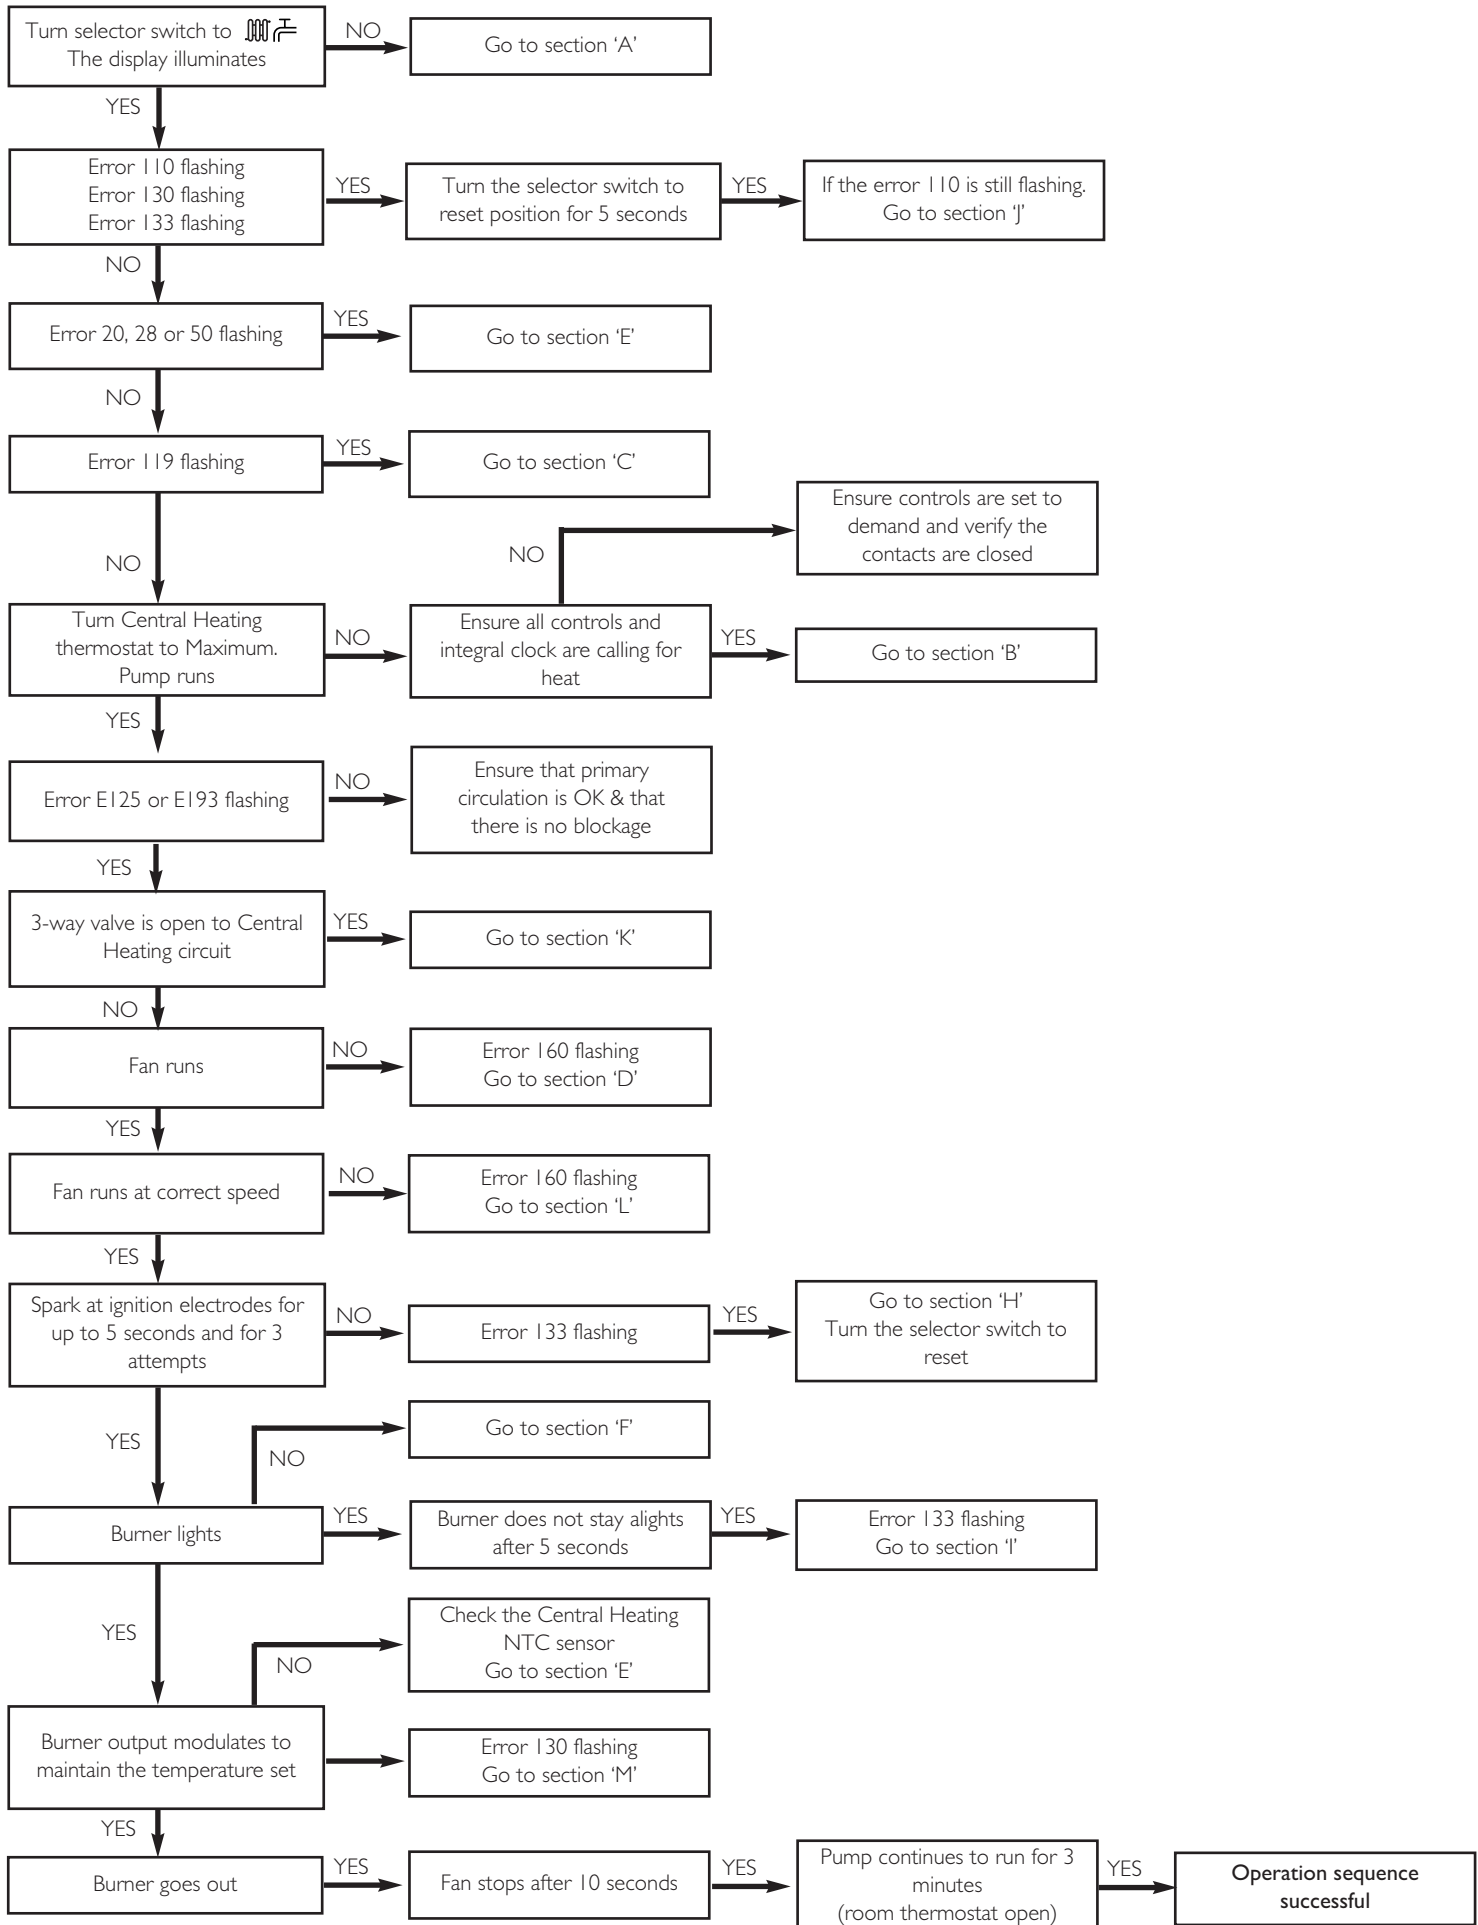 Turn selector switch to
The display illuminates
NO
Go to section ‘A’
YES
Error 110 flashing
Error 130 flashing
Error 133 flashing
YES
Turn the selector switch to
reset position for 5 seconds
YES
If the error 110 is still flashing.
Go to section ‘J’
NO
Error 20, 28 or 50 flashing
YES
Go to section ‘E’
NO
Error 119 flashing
YES
Go to section ‘C’
NO
Turn Central Heating
thermostat to Maximum.
Pump runs
NO
Ensure all controls and
integral clock are calling for
heat
NO
Ensure controls are set to
demand and verify the
contacts are closed
YES
Go to section ‘B’
YES
Error E125 or E193 flashing
NO
Ensure that primary
circulation is OK & that
there is no blockage
YES
3-way valve is open to Central
Heating circuit
YES
Go to section ‘K’
NO
Fan runs
NO
Error 160 flashing
Go to section ‘D’
YES
Fan runs at correct speed
NO
Error 160 flashing
Go to section ‘L’
YES
Spark at ignition electrodes for
up to 5 seconds and for 3
attempts
NO
Error 133 flashing
YES
Go to section ‘H’
Turn the selector switch to
reset
YES
NO
Go to section ‘F’
Burner lights
YES
Burner does not stay alights
after 5 seconds
YES
Error 133 flashing
Go to section ‘I’
YES
NO
Check the Central Heating
NTC sensor
Go to section ‘E’
Burner output modulates to
maintain the temperature set
Error 130 flashing
Go to section ‘M’
YES
Burner goes out
YES
Fan stops after 10 seconds
YES
Pump continues to run for 3
minutes
(room thermostat open)
YES
Operation sequence
successful